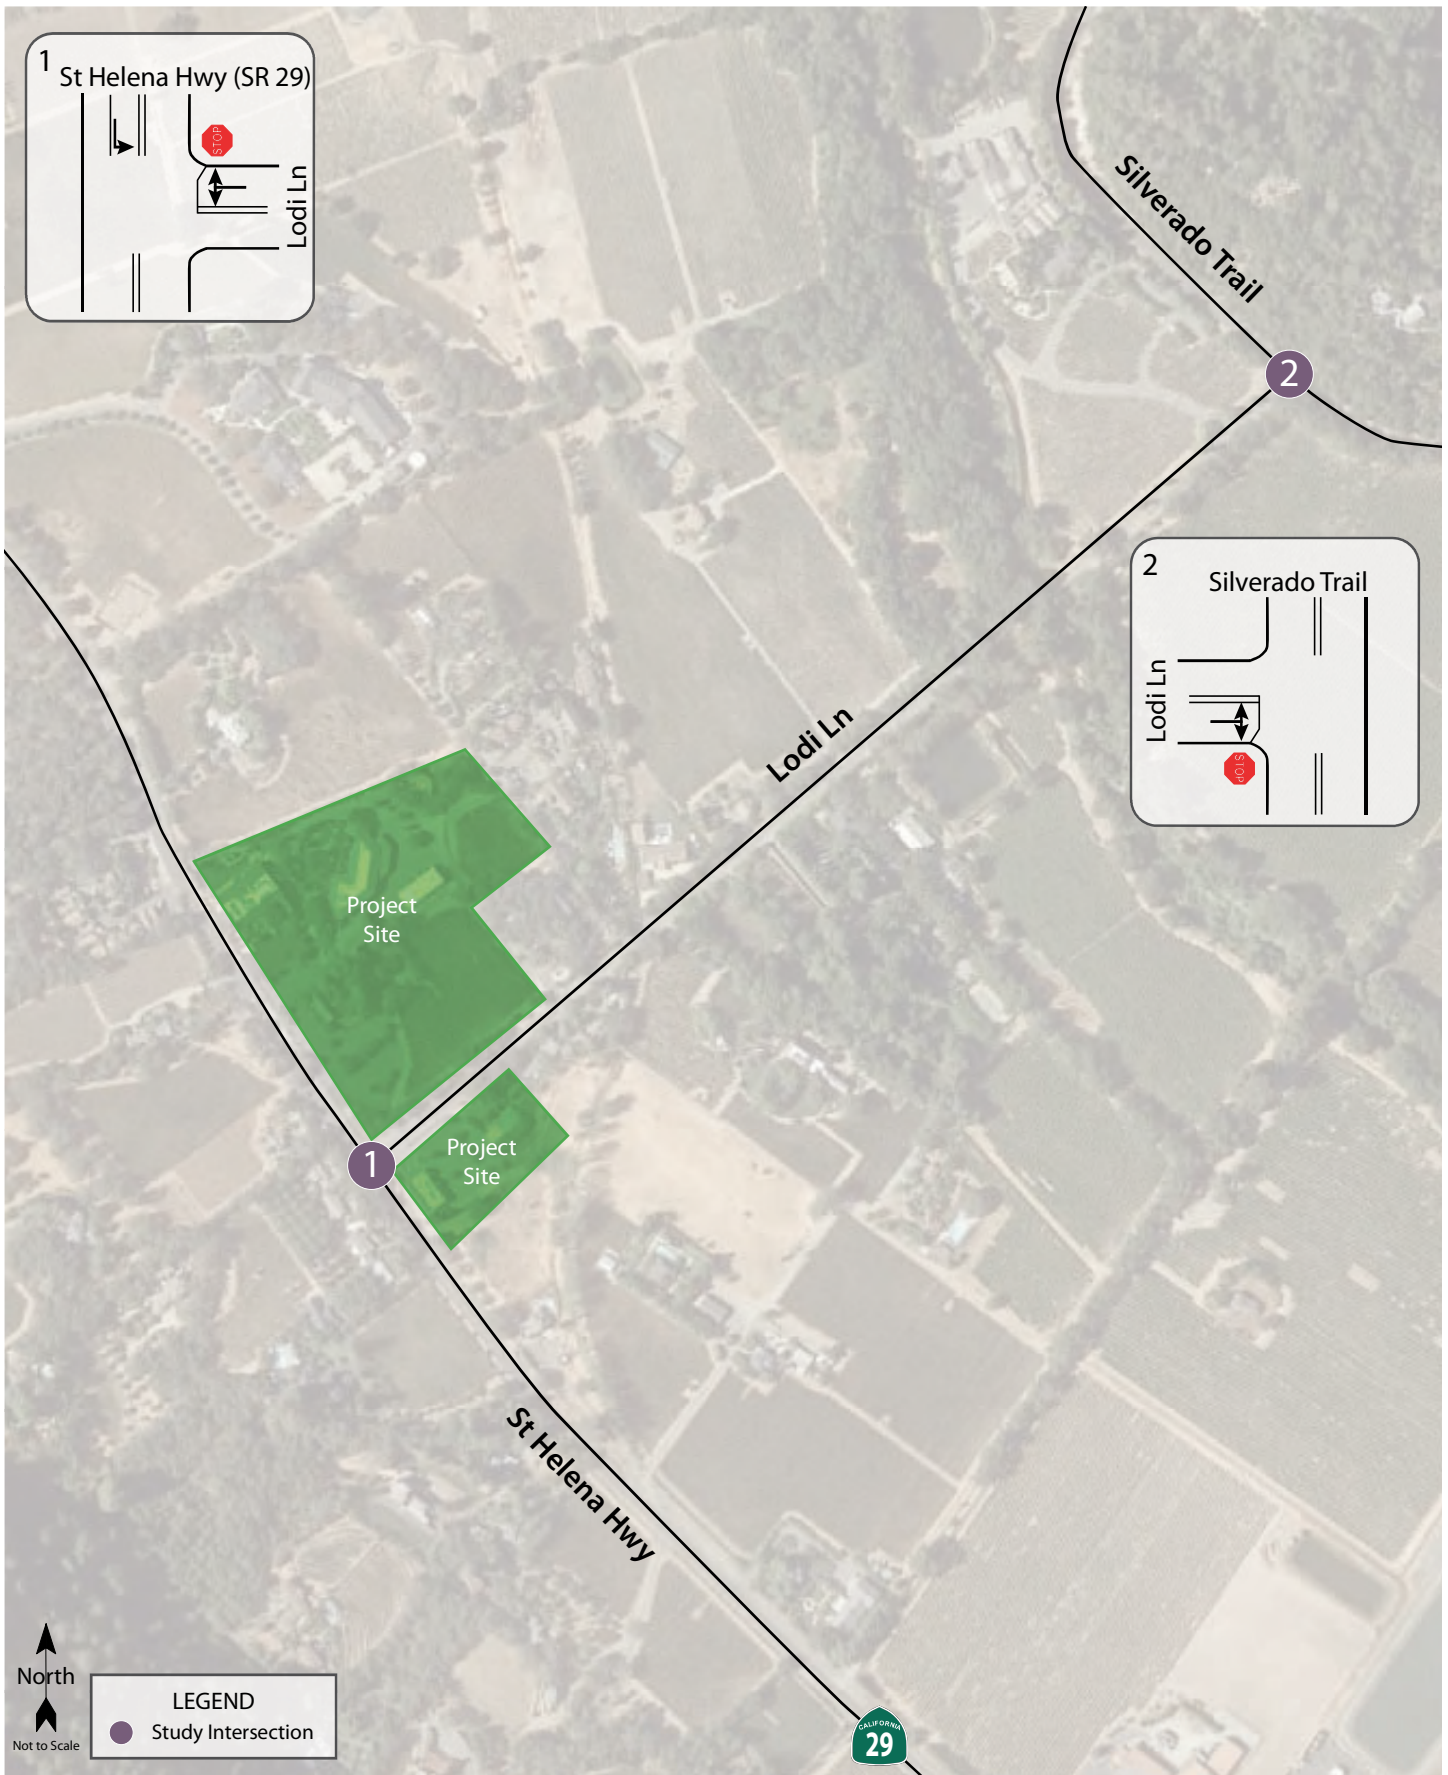 1
St Helena Hwy (SR 29)
STOP
Lodi Ln
Silverado Trail
2
2
Silverado Trail
Lodi Ln
STOP
Lodi Ln
Project
Site
Project
Site
1
St Helena Hwy
North
Not to Scale
LEGEND
Study Intersection
CALIFORNIA
29